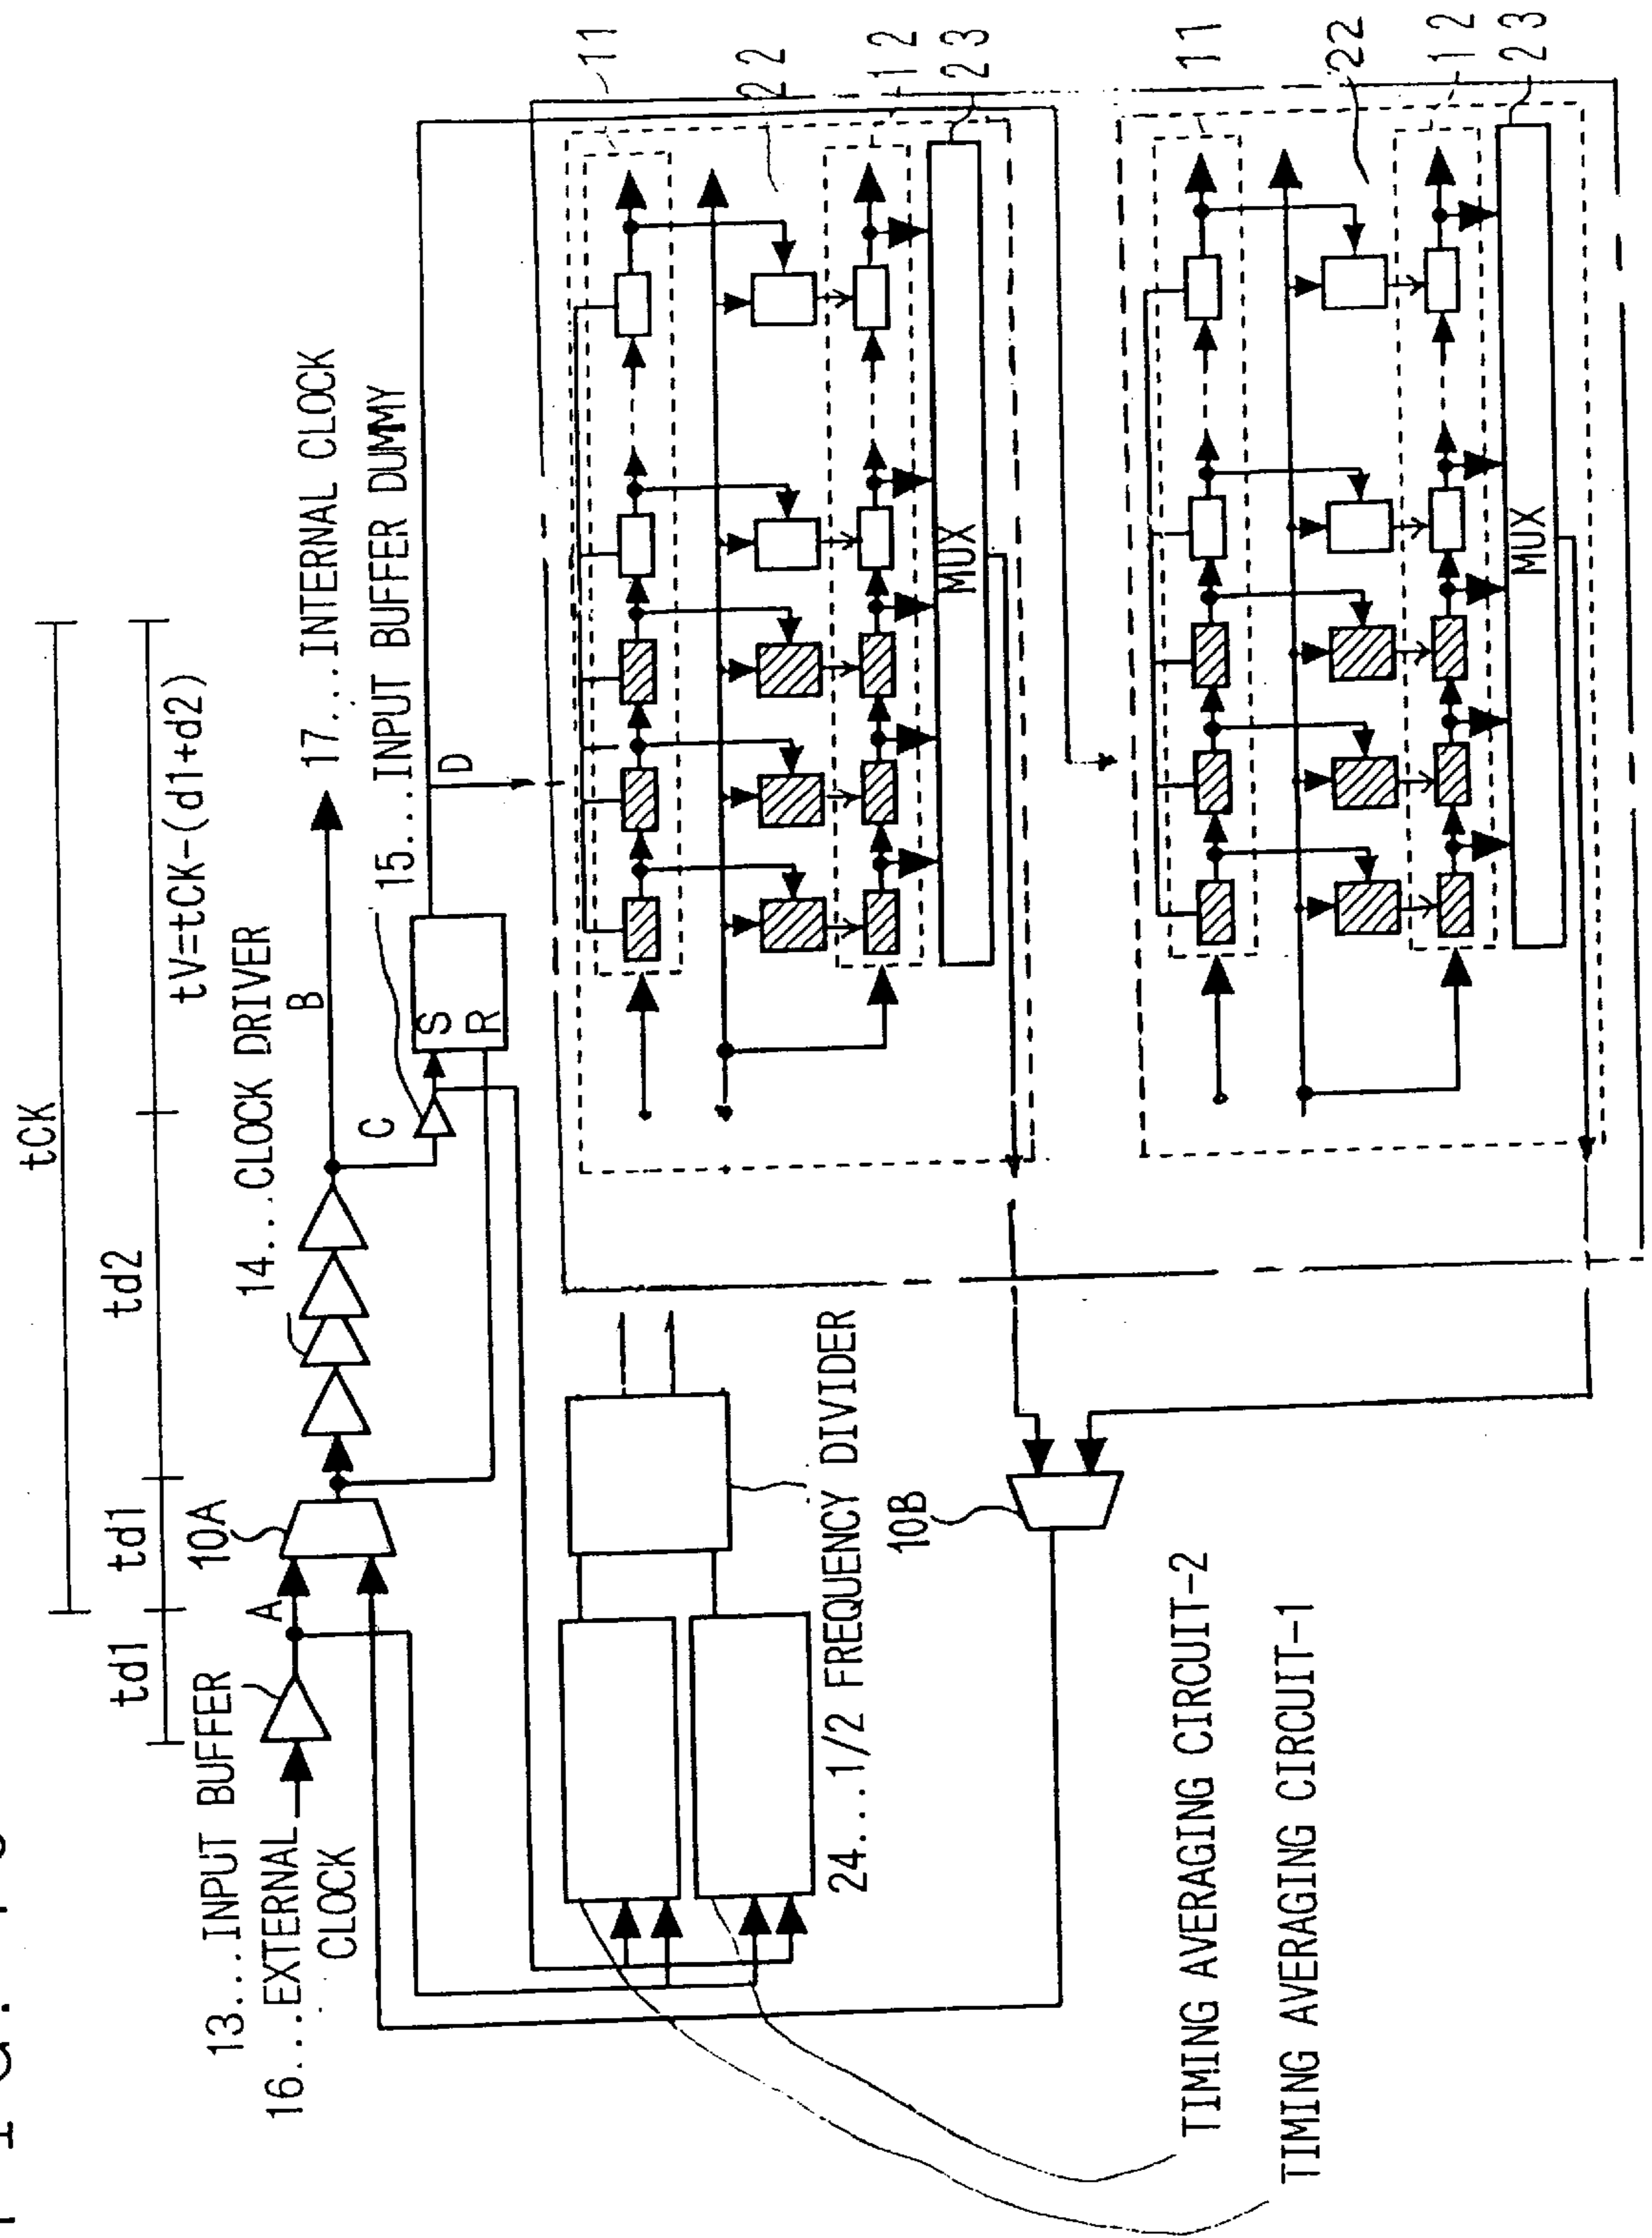 tCK
td1
td1
td2
tV=tCK-(d1+d2)
13...INPUT BUFFER
16...EXTERNAL
CLOCK
A
10A
14...CLOCK DRIVER
B
17...INTERNAL CLOCK
C
15...INPUT BUFFER DUMMY
S
R
D
11
22
12
23
MUX
11
22
12
23
MUX
24...1/2 FREQUENCY DIVIDER
10B
TIMING AVERAGING CIRCUIT-2
TIMING AVERAGING CIRCUIT-1